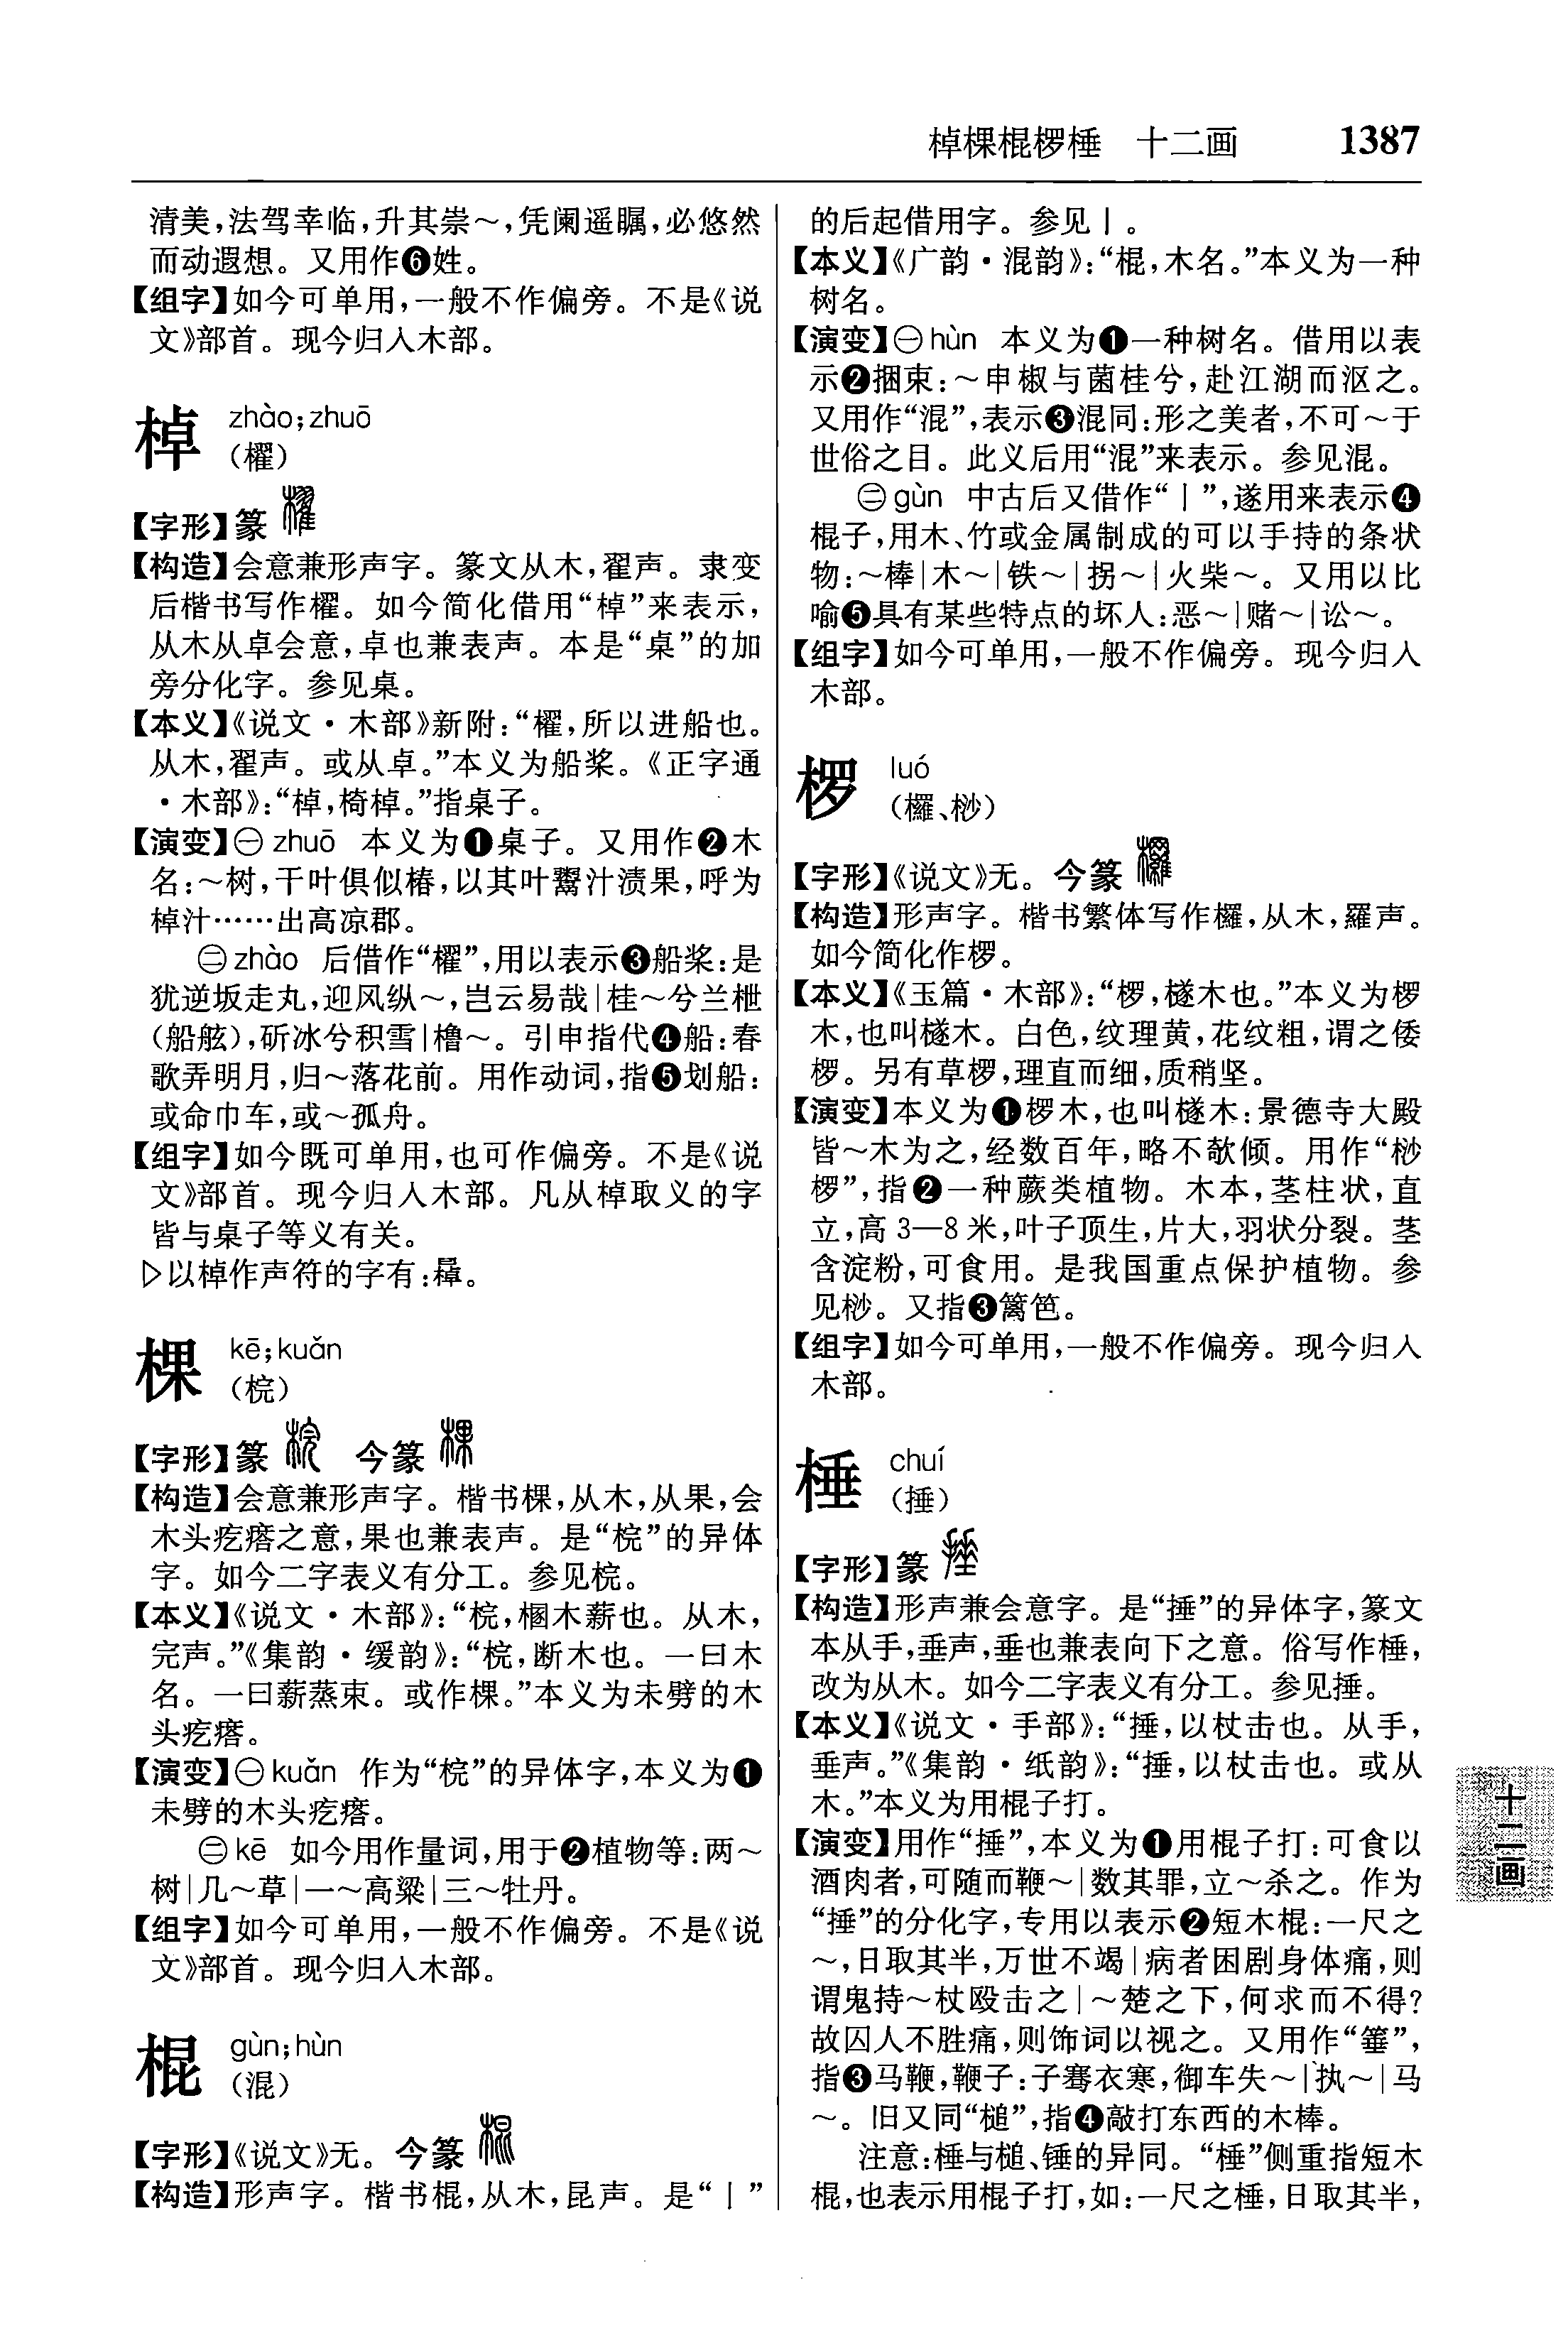 棹棵棍椤棰　十二画　1387
清美,法驾幸临,升其崇～,凭阑遥瞩,必悠然
而动遐想。又用作❻姓。
【组字】如今可单用,一般不作偏旁。不是《说
文》部首。现今归入木部。
棹 zhào;zhuō
(櫂)
【字形】篆
【构造】会意兼形声字。篆文从木,翟声。隶变
后楷书写作櫂。如今简化借用“棹”来表示,
从木从卓会意,卓也兼表声。本是“桌”的加
旁分化字。参见桌。
【本义】《说文·木部》新附:“櫂,所以进船也。
从木,翟声。或从卓。”本义为船桨。《正字通
·木部》:“棹,椅棹。”指桌子。
【演变】㊀zhuō 本义为❶桌子。又用作❷木
名:～树,干叶俱似椿,以其叶鬻汁渍果,呼为
棹汁……出高凉郡。
㊁zhào 后借作“櫂”,用以表示❸船桨:是
犹逆坂走丸,迎风纵～,岂云易哉|桂～兮兰枻
(船舷),斫冰兮积雪|橹～。引申指代❹船:春
歌弄明月,归～落花前。用作动词,指❺划船:
或命巾车,或～孤舟。
【组字】如今既可单用,也可作偏旁。不是《说
文》部首。现今归入木部。凡从棹取义的字
皆与桌子等义有关。
▷以棹作声符的字有:。
棵 kē;kuǎn
(梡)
【字形】篆　今篆
【构造】会意兼形声字。楷书棵,从木,从果,会
木头疙瘩之意,果也兼表声。是“梡”的异体
字。如今二字表义有分工。参见梡。
【本义】《说文·木部》:“梡,梱木薪也。从木,
完声。”《集韵·缓韵》:“梡,断木也。一曰木
名。一曰薪蒸束。或作棵。”本义为未劈的木
头疙瘩。
【演变】㊀kuǎn 作为“梡”的异体字,本义为❶
未劈的木头疙瘩。
㊁kē 如今用作量词,用于❷植物等:两～
树|几～草|一～高粱|三～牡丹。
【组字】如今可单用,一般不作偏旁。不是《说
文》部首。现今归入木部。
棍 gùn;hùn
(混)
【字形】《说文》无。今篆
【构造】形声字。楷书棍,从木,昆声。是“丨”
的后起借用字。参见丨。
【本义】《广韵·混韵》:“棍,木名。”本义为一种
树名。
【演变】㊀hùn 本义为❶一种树名。借用以表
示❷捆束:～申椒与菌桂兮,赴江湖而沤之。
又用作“混”,表示❸混同:形之美者,不可～于
世俗之目。此义后用“混”来表示。参见混。
㊁gùn 中古后又借作“丨”,遂用来表示❹
棍子,用木、竹或金属制成的可以手持的条状
物:～棒|木～|铁～|拐～|火柴～。又用以比
喻❺具有某些特点的坏人:恶～|赌～|讼～。
【组字】如今可单用,一般不作偏旁。现今归入
木部。
椤 luó
(欏、桫)
【字形】《说文》无。今篆
【构造】形声字。楷书繁体写作欏,从木,羅声。
如今简化作椤。
【本义】《玉篇·木部》:“椤,檖木也。”本义为椤
木,也叫檖木。白色,纹理黄,花纹粗,谓之倭
椤。另有草椤,理直而细,质稍坚。
【演变】本义为❶椤木,也叫檖木:景德寺大殿
皆～木为之,经数百年,略不欹倾。用作“桫
椤”,指❷一种蕨类植物。木本,茎柱状,直
立,高3—8米,叶子顶生,片大,羽状分裂。茎
含淀粉,可食用。是我国重点保护植物。参
见桫。又指❸篱笆。
【组字】如今可单用,一般不作偏旁。现今归入
木部。
棰 chuí
(捶)
【字形】篆
【构造】形声兼会意字。是“捶”的异体字,篆文
本从手,垂声,垂也兼表向下之意。俗写作棰,
改为从木。如今二字表义有分工。参见捶。
【本义】《说文·手部》:“捶,以杖击也。从手,
垂声。”《集韵·纸韵》:“捶,以杖击也。或从
木。”本义为用棍子打。
【演变】用作“捶”,本义为❶用棍子打:可食以
酒肉者,可随而鞭～|数其罪,立～杀之。作为
“捶”的分化字,专用以表示❷短木棍:一尺之
～,日取其半,万世不竭|病者困剧身体痛,则
谓鬼持～杖殴击之|～楚之下,何求而不得?
故囚人不胜痛,则饰词以视之。又用作“箠”,
指❸马鞭,鞭子:子骞衣寒,御车失～|执～|马
～。旧又同“槌”,指❹敲打东西的木棒。
注意:棰与槌、锤的异同。“棰”侧重指短木
棍,也表示用棍子打,如:一尺之棰,日取其半,
十二画